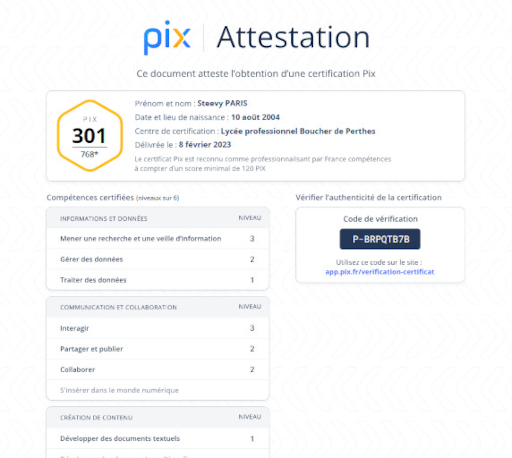 pix Attestation
Ce document atteste l'obtention d'une certification Pix
PIX
301
768*
Prénom et nom : Steevy PARIS
Date et lieu de naissance : 10 août 2004
Centre de certification : Lycée professionnel Boucher de Perthes
Délivrée le : 8 février 2023
Le certificat Pix est reconnu comme professionnalisant par France compétences
à compter d'un score minimal de 120 PIX
Compétences certifiées (niveaux sur 6)
INFORMATIONS ET DONNÉES NIVEAU
Mener une recherche et une veille d'information 3
Gérer des données 2
Traiter des données 1
COMMUNICATION ET COLLABORATION NIVEAU
Interagir 3
Partager et publier 2
Collaborer 2
S'insérer dans le monde numérique
CRÉATION DE CONTENU NIVEAU
Développer des documents textuels 1
Vérifier l'authenticité de la certification
Code de vérification
P-BRPQTB7B
Utilisez ce code sur le site :
app.pix.fr/verification-certificat